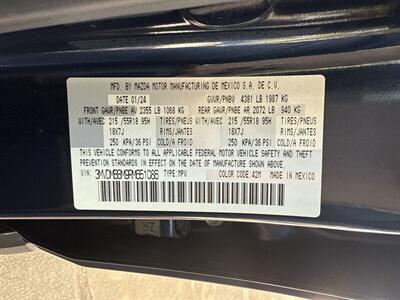 MFD. BY MAZDA MOTOR MANUFACTURING DE MEXICO S.A. DE C.V.
DATE 01/24 GVWR/PNBV 4381 LB 1987 KG
FRONT GAWR/PNBE AV 2355 LB 1068 KG REAR GAWR/PNBE AR 2072 LB 940 KG
WITH/AVEC 215 /55R18 95H TIRES/PNEUS WITH/AVEC 215 /55R18 95H TIRES/PNEUS
18X7J RIMS/JANTES 18X7J RIMS/JANTES
250 KPA/36 PSI COLD/A FROID 250 KPA/36 PSI COLD/A FROID
THIS VEHICLE CONFORMS TO ALL APPLICABLE FEDERAL MOTOR VEHICLE SAFETY AND THEFT
PREVENTION STANDARDS IN EFFECT ON THE DATE OF MANUFACTURE SHOWN ABOVE.
VIN: TYPE: MPV COLOR CODE: 42M MADE IN MEXICO